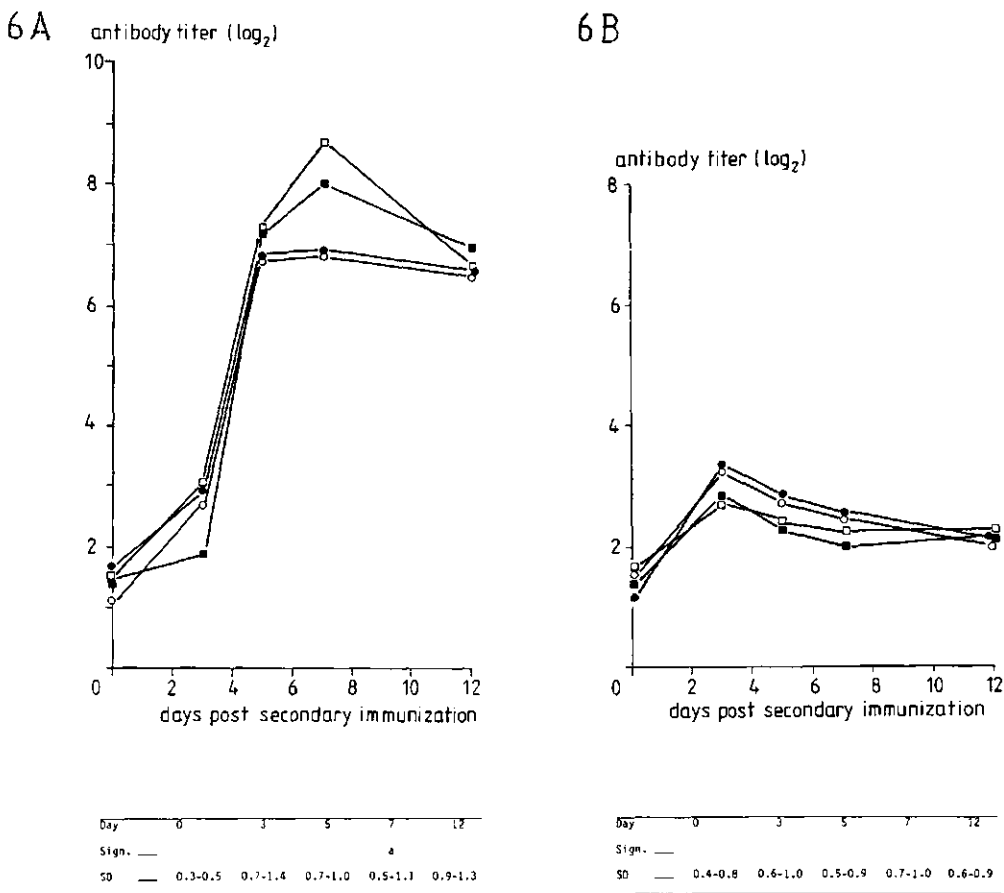 6A
antibody titer (log₂)
10
8
6
4
2
0 2 4 6 8 10 12
days post secondary immunization
Day 0 3 5 7 12
Sign. a
SD 0.3-0.5 0.7-1.4 0.7-1.0 0.5-1.1 0.9-1.3
6B
antibody titer (log₂)
8
6
4
2
0 2 4 6 8 10 12
days post secondary immunization
Day 0 3 5 7 12
Sign.
SD 0.4-0.8 0.6-1.0 0.5-0.9 0.7-1.0 0.6-0.9